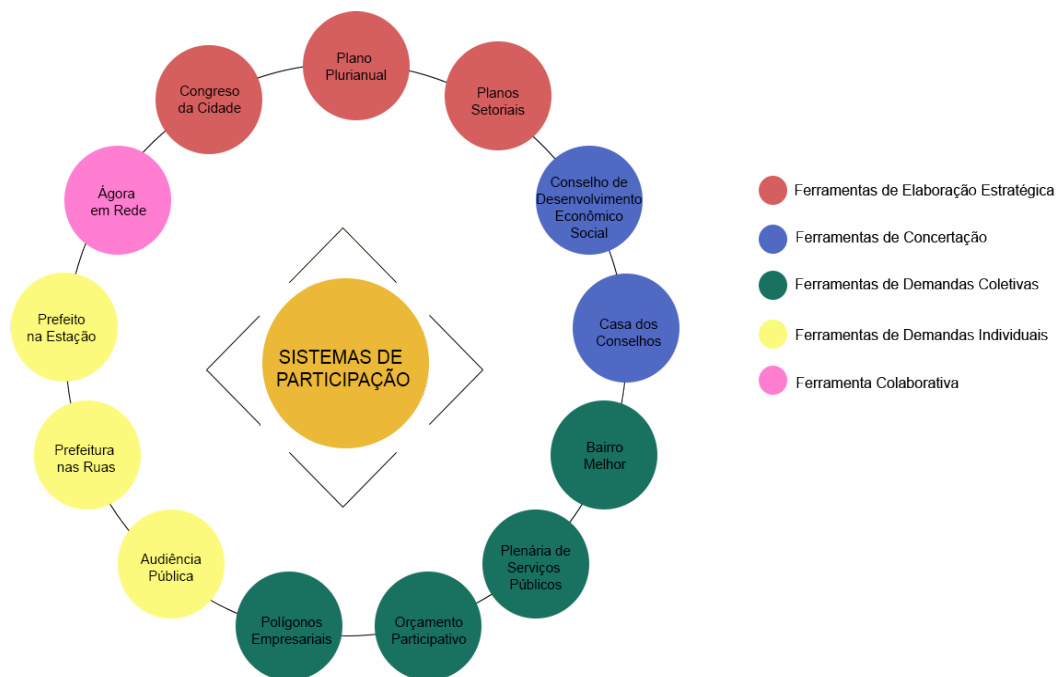 Plano
Plurianual
Congreso
da Cidade
Planos
Setoriais
Ágora
em Rede
Conselho de
Desenvolvimento
Econômico
Social
Prefeito
na Estação
Casa dos
Conselhos
SISTEMAS DE
PARTICIPAÇÃO
Prefeitura
nas Ruas
Bairro
Melhor
Audiência
Pública
Plenária de
Serviços
Públicos
Polígonos
Empresariais
Orçamento
Participativo
Ferramentas de Elaboração Estratégica
Ferramentas de Concertação
Ferramentas de Demandas Coletivas
Ferramentas de Demandas Individuais
Ferramenta Colaborativa